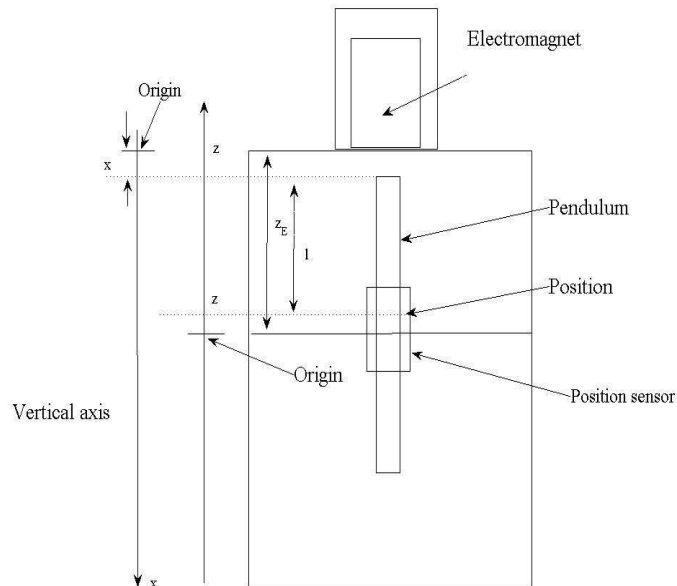 Electromagnet
Origin
z
x
z_E
l
Pendulum
z
Position
Origin
Position sensor
Vertical axis
x